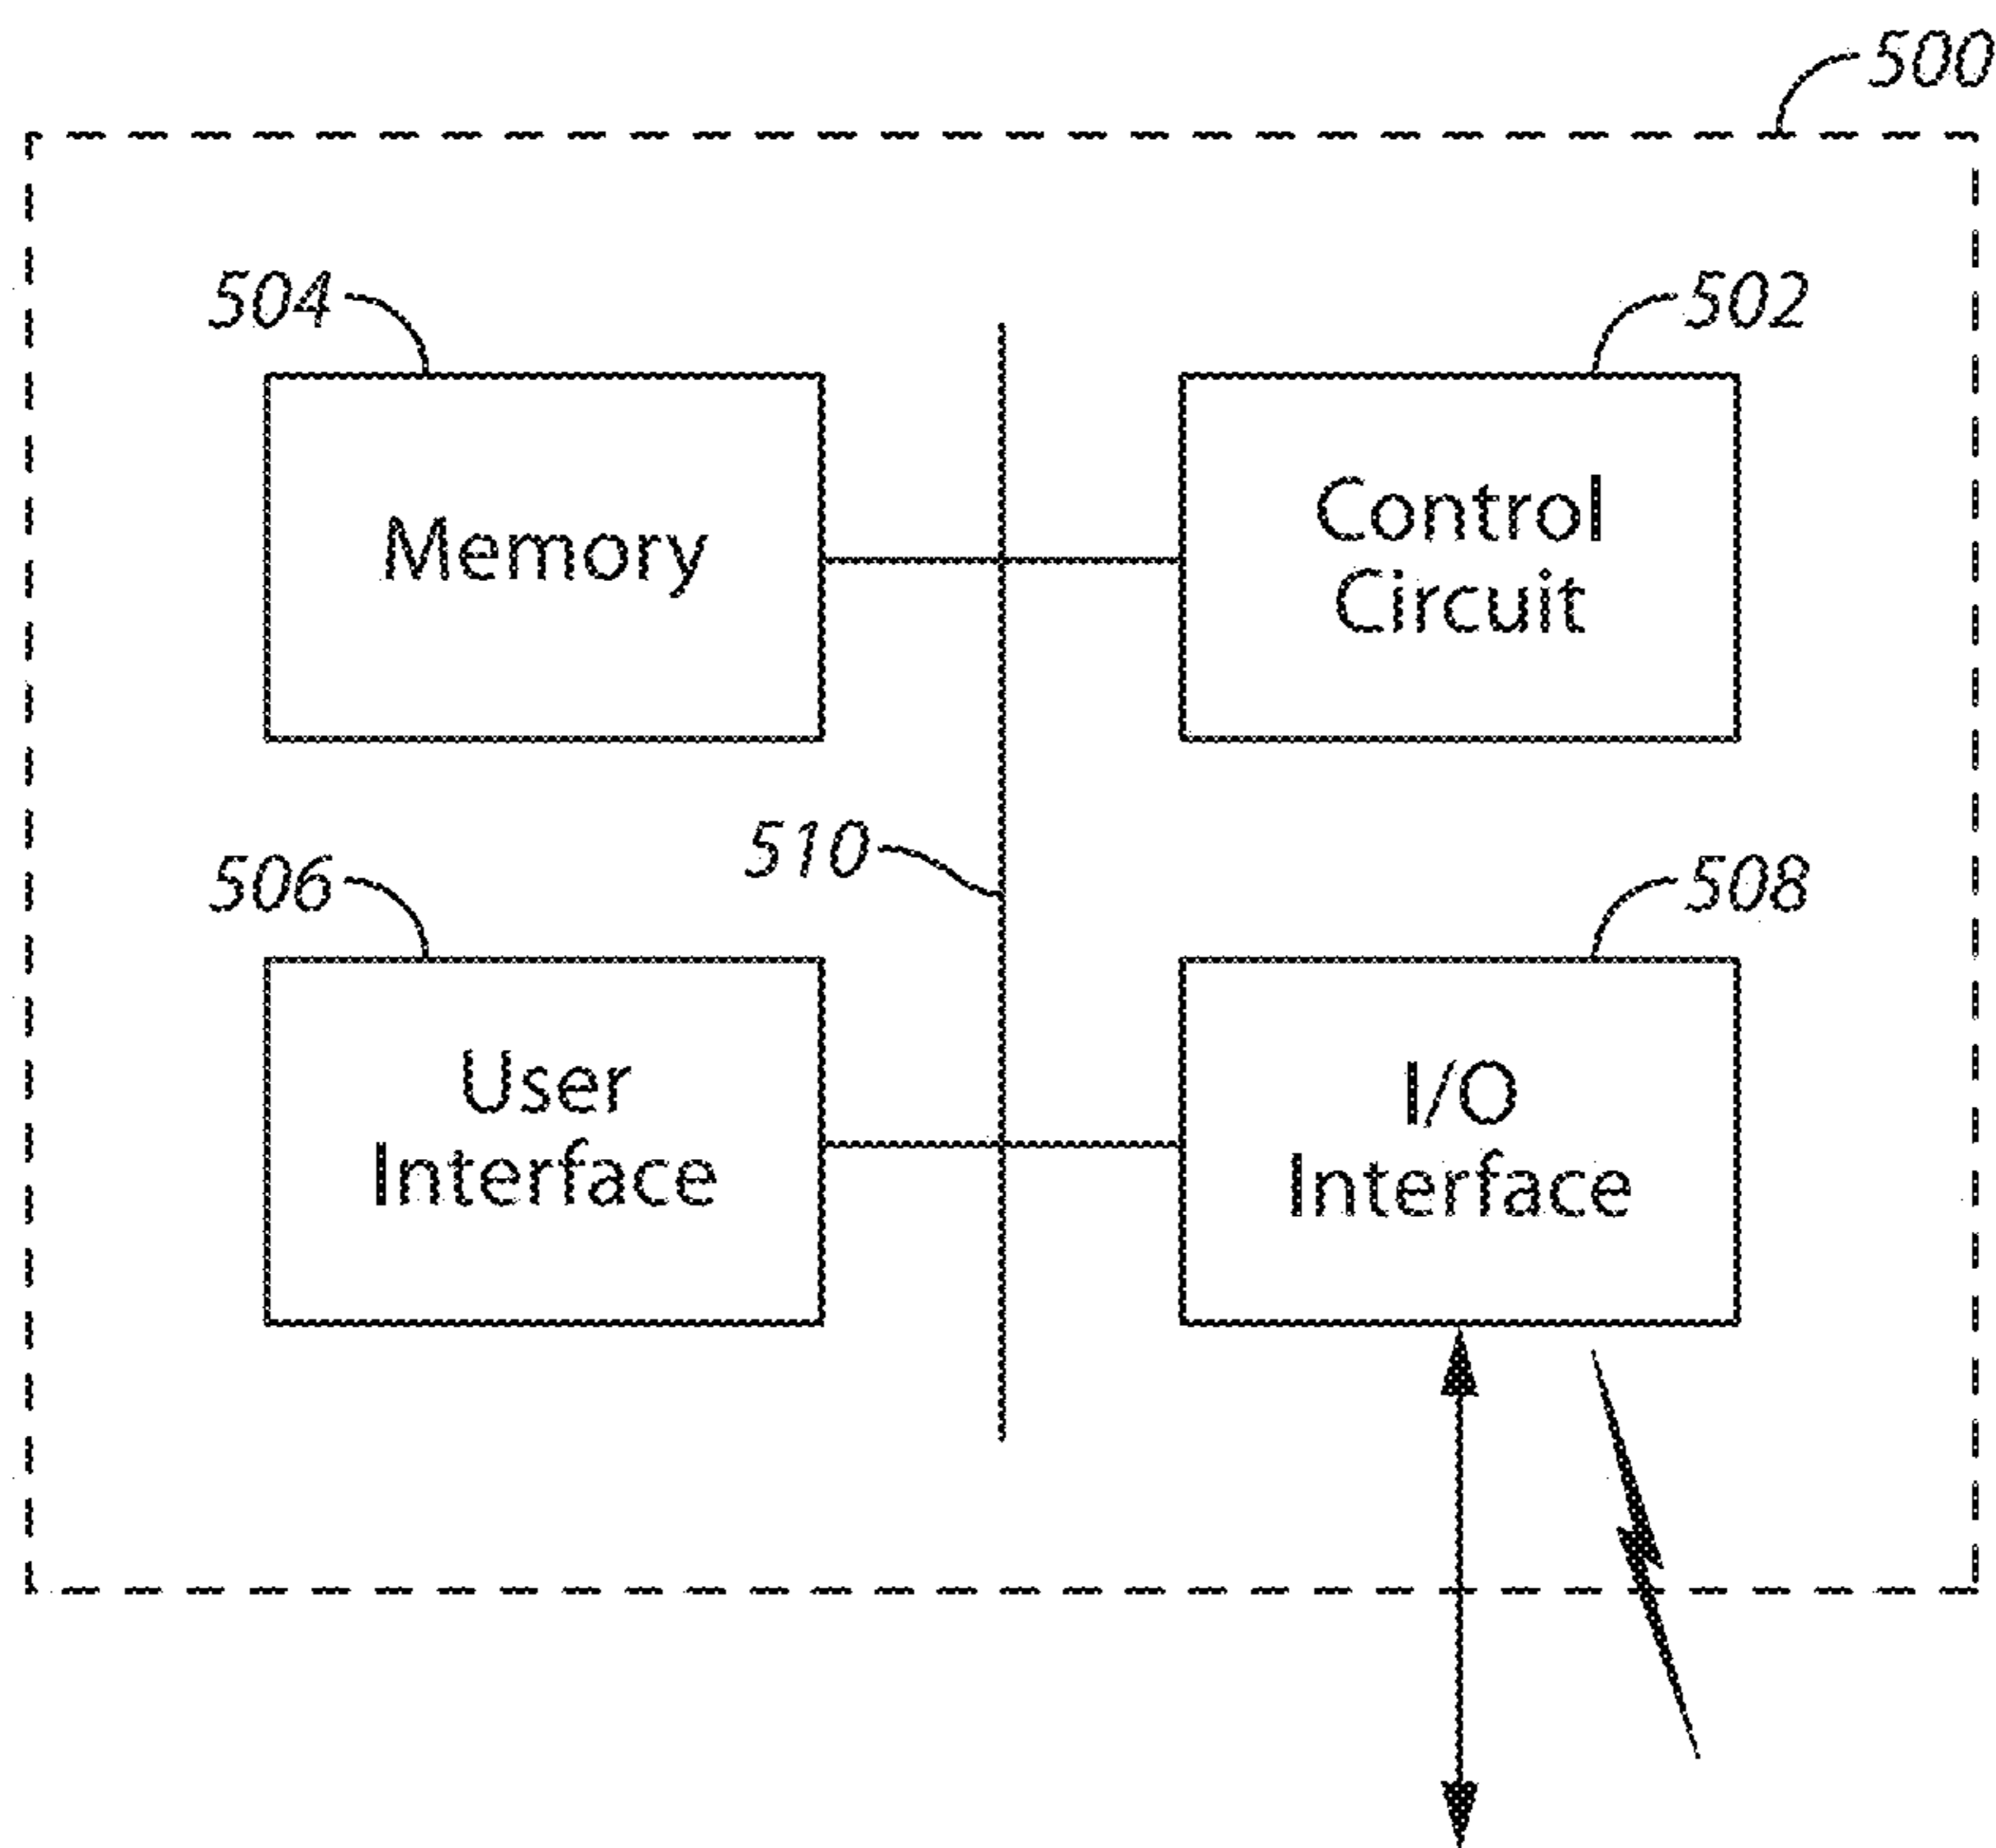 500
504
502
Memory
Control
Circuit
510
506
508
User
Interface
I/O
Interface